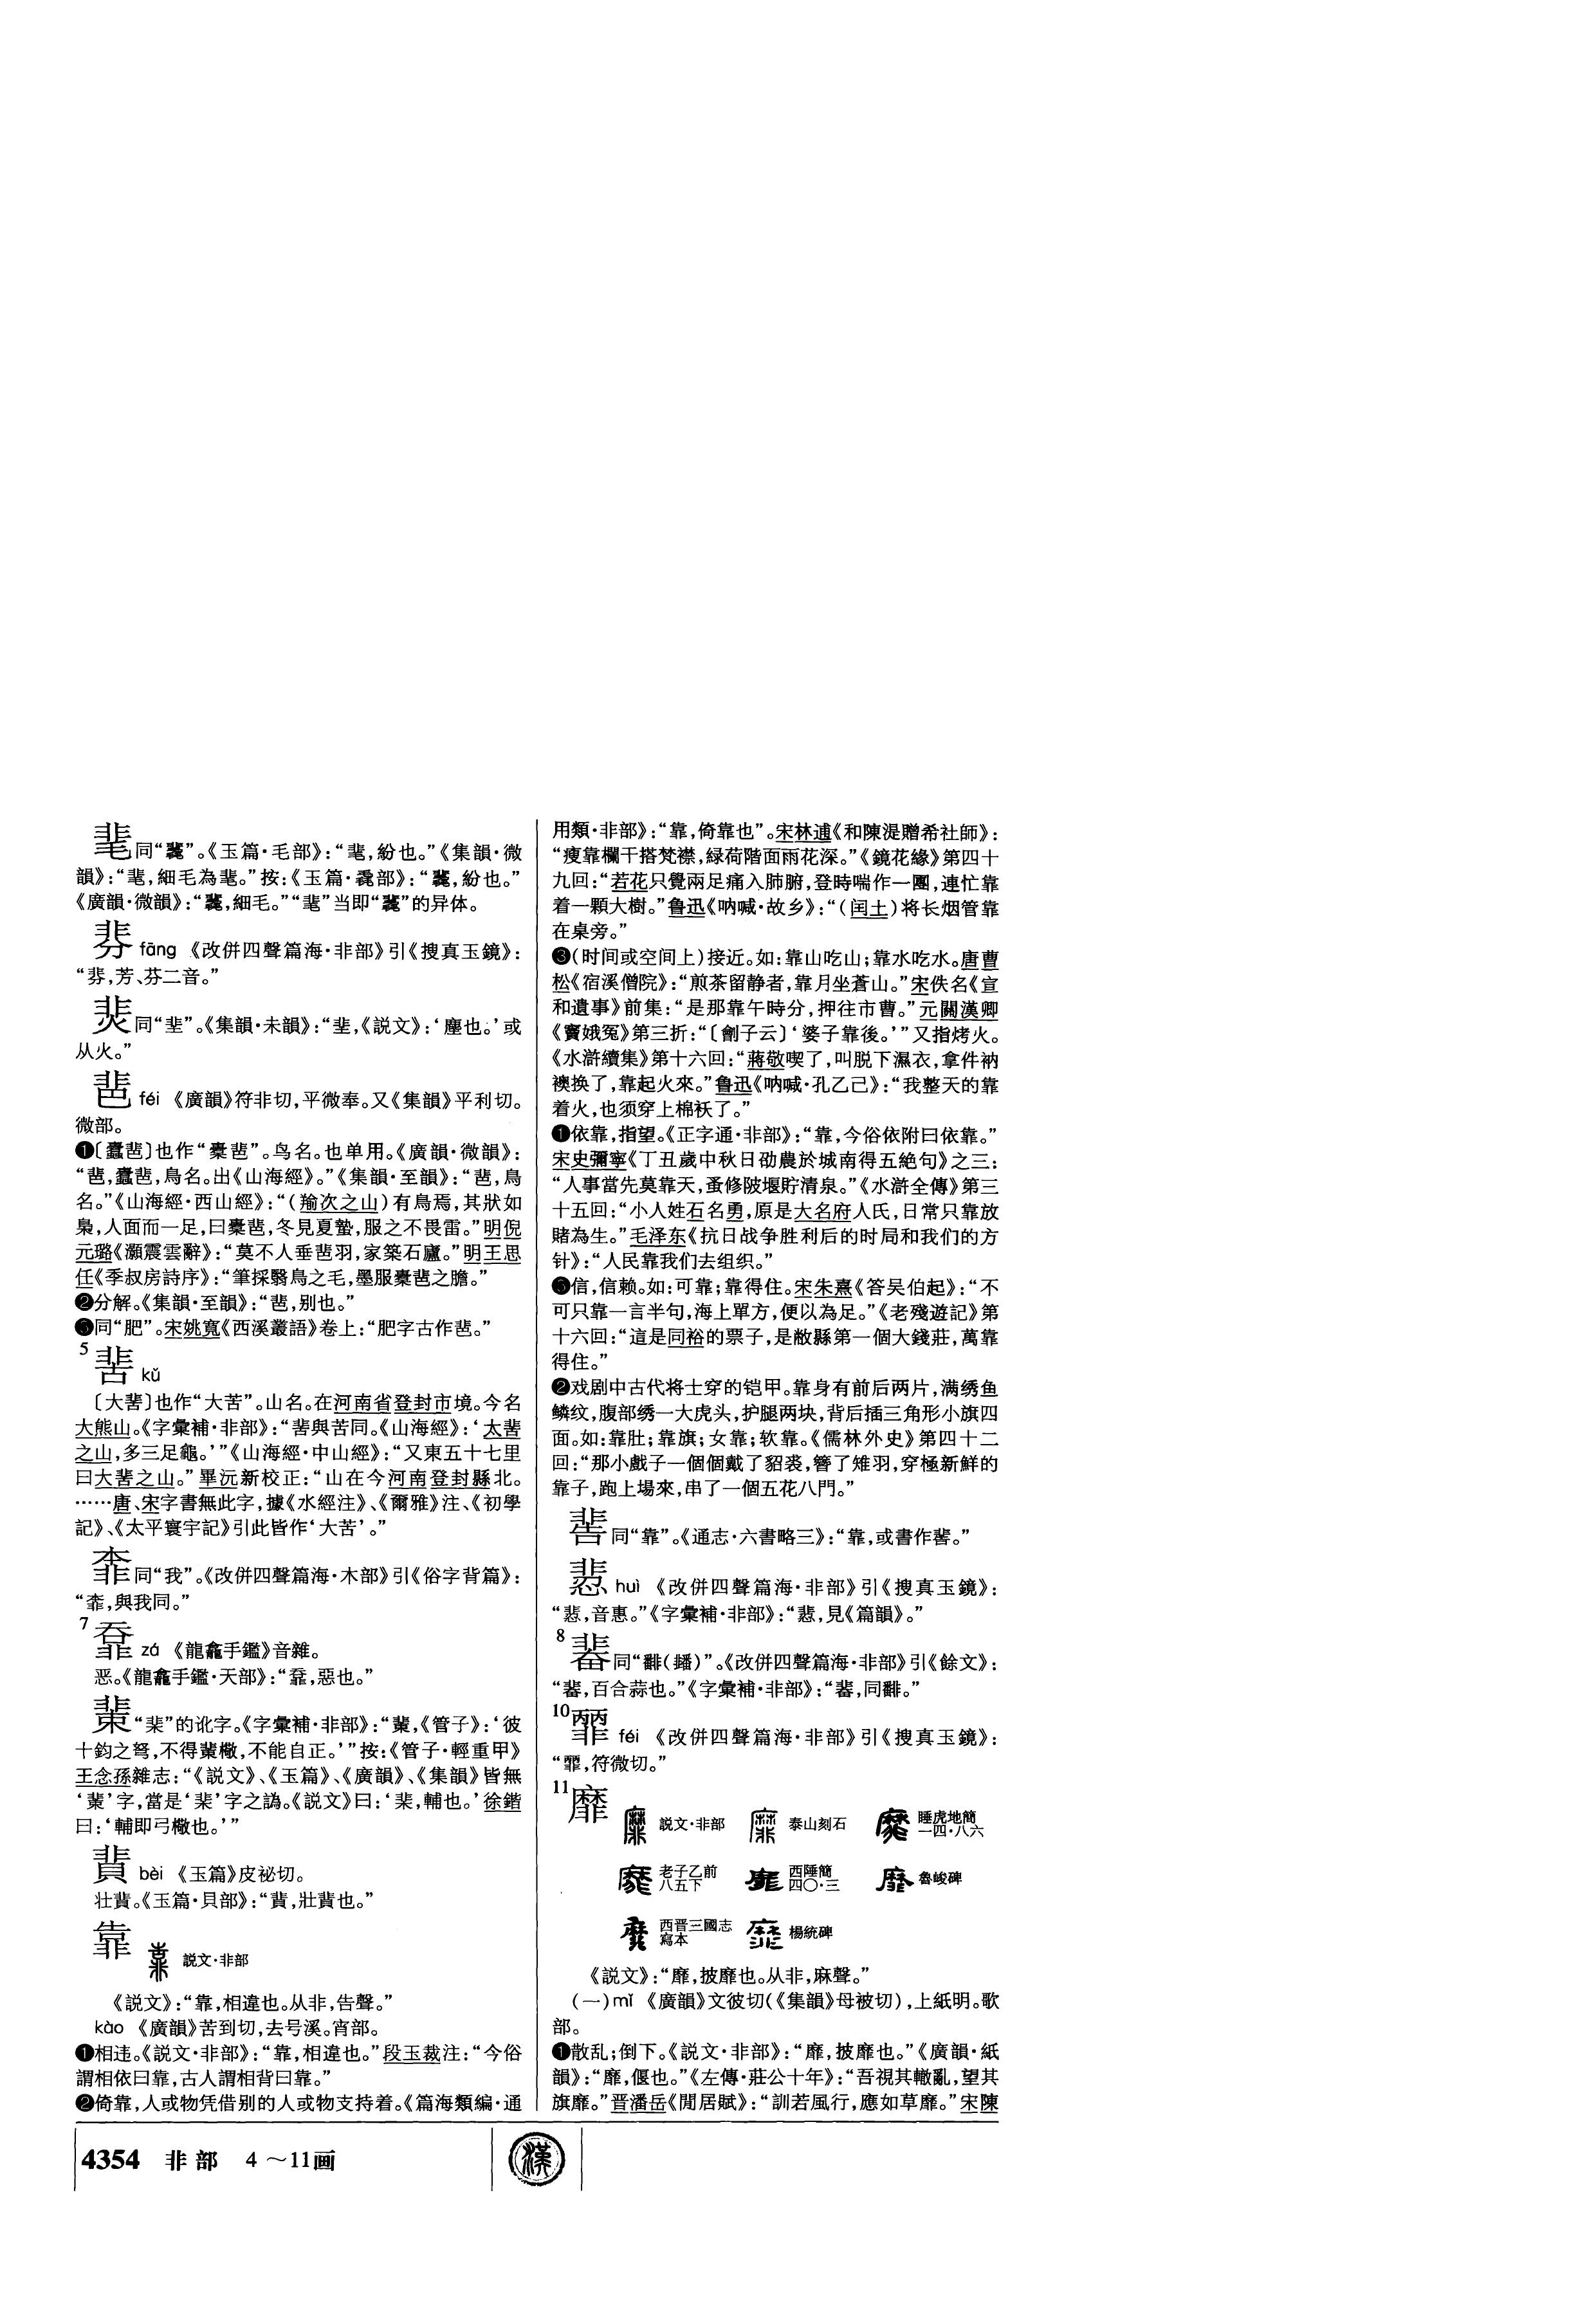 𣬉同“𣯍”。《玉篇·毛部》:“𣬉,紛也。”《集韻·微
韻》:“𣬉,細毛為𣬉。”按:《玉篇·毳部》:“,紛也。”
《廣韻·微韻》:“,細毛。”“𣬉”当即“”的异体。
fāng 《改併四聲篇海·非部》引《搜真玉鏡》:
“,芳、芬二音。”
同“𡊅”。《集韻·未韻》:“,《説文》:‘塵也。’或
从火。”
féi 《廣韻》符非切,平微奉。又《集韻》平利切。
微部。
❶〔蠹𩇯〕也作“橐𩇯”。鸟名。也单用。《廣韻·微韻》:
“𩇯,𩇯,鳥名。出《山海經》。”《集韻·至韻》:“𩇯,鳥
名。”《山海經·西山經》:“(羭次之山)有鳥焉,其狀如
梟,人面而一足,曰橐𩇯,冬見夏蟄,服之不畏雷。”明倪
元璐《灝震雲辭》:“莫不人垂𩇯羽,家築石廬。”明王思
任《季叔房詩序》:“筆採翳鳥之毛,墨服橐𩇯之膽。”
❷分解。《集韻·至韻》:“𩇯,别也。”
❸同“肥”。宋姚寬《西溪叢語》卷上:“肥字古作𩇯。”
5
kǔ
〔大〕也作“大苦”。山名。在河南省登封市境。今名
大熊山。《字彙補·非部》:“與苦同。《山海經》:‘太
之山,多三足龜。’”《山海經·中山經》:“又東五十七里
曰大之山。”畢沅新校正:“山在今河南登封縣北。
……唐、宋字書無此字,據《水經注》、《爾雅》注、《初學
記》、《太平寰宇記》引此皆作‘大苦’。”
同“我”。《改併四聲篇海·木部》引《俗字背篇》:
“,與我同。”
7
zá 《龍龕手鑑》音雜。
恶。《龍龕手鑑·天部》:“,惡也。”
“棐”的讹字。《字彙補·非部》:“,《管子》:‘彼
十鈞之弩,不得檠,不能自正。’”按:《管子·輕重甲》
王念孫雜志:“《説文》、《玉篇》、《廣韻》、《集韻》皆無
‘’字,當是‘棐’字之譌。《説文》曰:‘棐,輔也。’徐鍇
曰:‘輔即弓檠也。’”
bèi 《玉篇》皮祕切。
壮。《玉篇·貝部》:“,壯也。”
靠 説文·非部
《説文》:“靠,相違也。从非,告聲。”
kào 《廣韻》苦到切,去号溪。宵部。
❶相违。《説文·非部》:“靠,相違也。”段玉裁注:“今俗
謂相依曰靠,古人謂相背曰靠。”
❷倚靠,人或物凭借别的人或物支持着。《篇海類編·通
用類·非部》:“靠,倚靠也”。宋林逋《和陳湜贈希社師》:
“瘦靠欄干搭梵襟,緑荷階面雨花深。”《鏡花緣》第四十
九回:“若花只覺兩足痛入肺腑,登時喘作一團,連忙靠
着一顆大樹。”鲁迅《呐喊·故乡》:“(闰土)将长烟管靠
在桌旁。”
❸(时间或空间上)接近。如:靠山吃山;靠水吃水。唐曹
松《宿溪僧院》:“煎茶留静者,靠月坐蒼山。”宋佚名《宣
和遺事》前集:“是那靠午時分,押往市曹。”元關漢卿
《竇娥冤》第三折:“〔劊子云〕‘婆子靠後。’”又指烤火。
《水滸續集》第十六回:“蔣敬喫了,叫脱下濕衣,拿件衲
襖换了,靠起火來。”鲁迅《呐喊·孔乙己》:“我整天的靠
着火,也须穿上棉袄了。”
❶依靠,指望。《正字通·非部》:“靠,今俗依附曰依靠。”
宋史彌寧《丁丑歲中秋日劭農於城南得五絶句》之三:
“人事當先莫靠天,蚤修陂堰貯清泉。”《水滸全傳》第三
十五回:“小人姓石名勇,原是大名府人氏,日常只靠放
賭為生。”毛泽东《抗日战争胜利后的时局和我们的方
针》:“人民靠我们去组织。”
❺信,信赖。如:可靠;靠得住。宋朱熹《答吴伯起》:“不
可只靠一言半句,海上單方,便以為足。”《老殘遊記》第
十六回:“這是同裕的票子,是敝縣第一個大錢莊,萬靠
得住。”
❷戏剧中古代将士穿的铠甲。靠身有前后两片,满绣鱼
鳞纹,腹部绣一大虎头,护腿两块,背后插三角形小旗四
面。如:靠肚;靠旗;女靠;软靠。《儒林外史》第四十二
回:“那小戲子一個個戴了貂裘,簪了雉羽,穿極新鮮的
靠子,跑上場來,串了一個五花八門。”
同“靠”。《通志·六書略三》:“靠,或書作。”
huì 《改併四聲篇海·非部》引《搜真玉鏡》:
“,音惠。”《字彙補·非部》:“,見《篇韻》。”
8
同“()”。《改併四聲篇海·非部》引《餘文》:
“,百合蒜也。”《字彙補·非部》:“,同。”
10
féi 《改併四聲篇海·非部》引《搜真玉鏡》:
“,符微切。”
11
靡 説文·非部 泰山刻石 睡虎地簡一四·八六
老子乙前八五下 西陲簡四〇·三 魯峻碑
西晋三國志寫本 楊統碑
《説文》:“靡,披靡也。从非,麻聲。”
(一)mǐ 《廣韻》文彼切(《集韻》母被切),上紙明。歌
部。
❶散乱;倒下。《説文·非部》:“靡,披靡也。”《廣韻·紙
韻》:“靡,偃也。”《左傳·莊公十年》:“吾視其轍亂,望其
旗靡。”晋潘岳《閒居賦》:“訓若風行,應如草靡。”宋陳
4354 非部 4～11画
漢